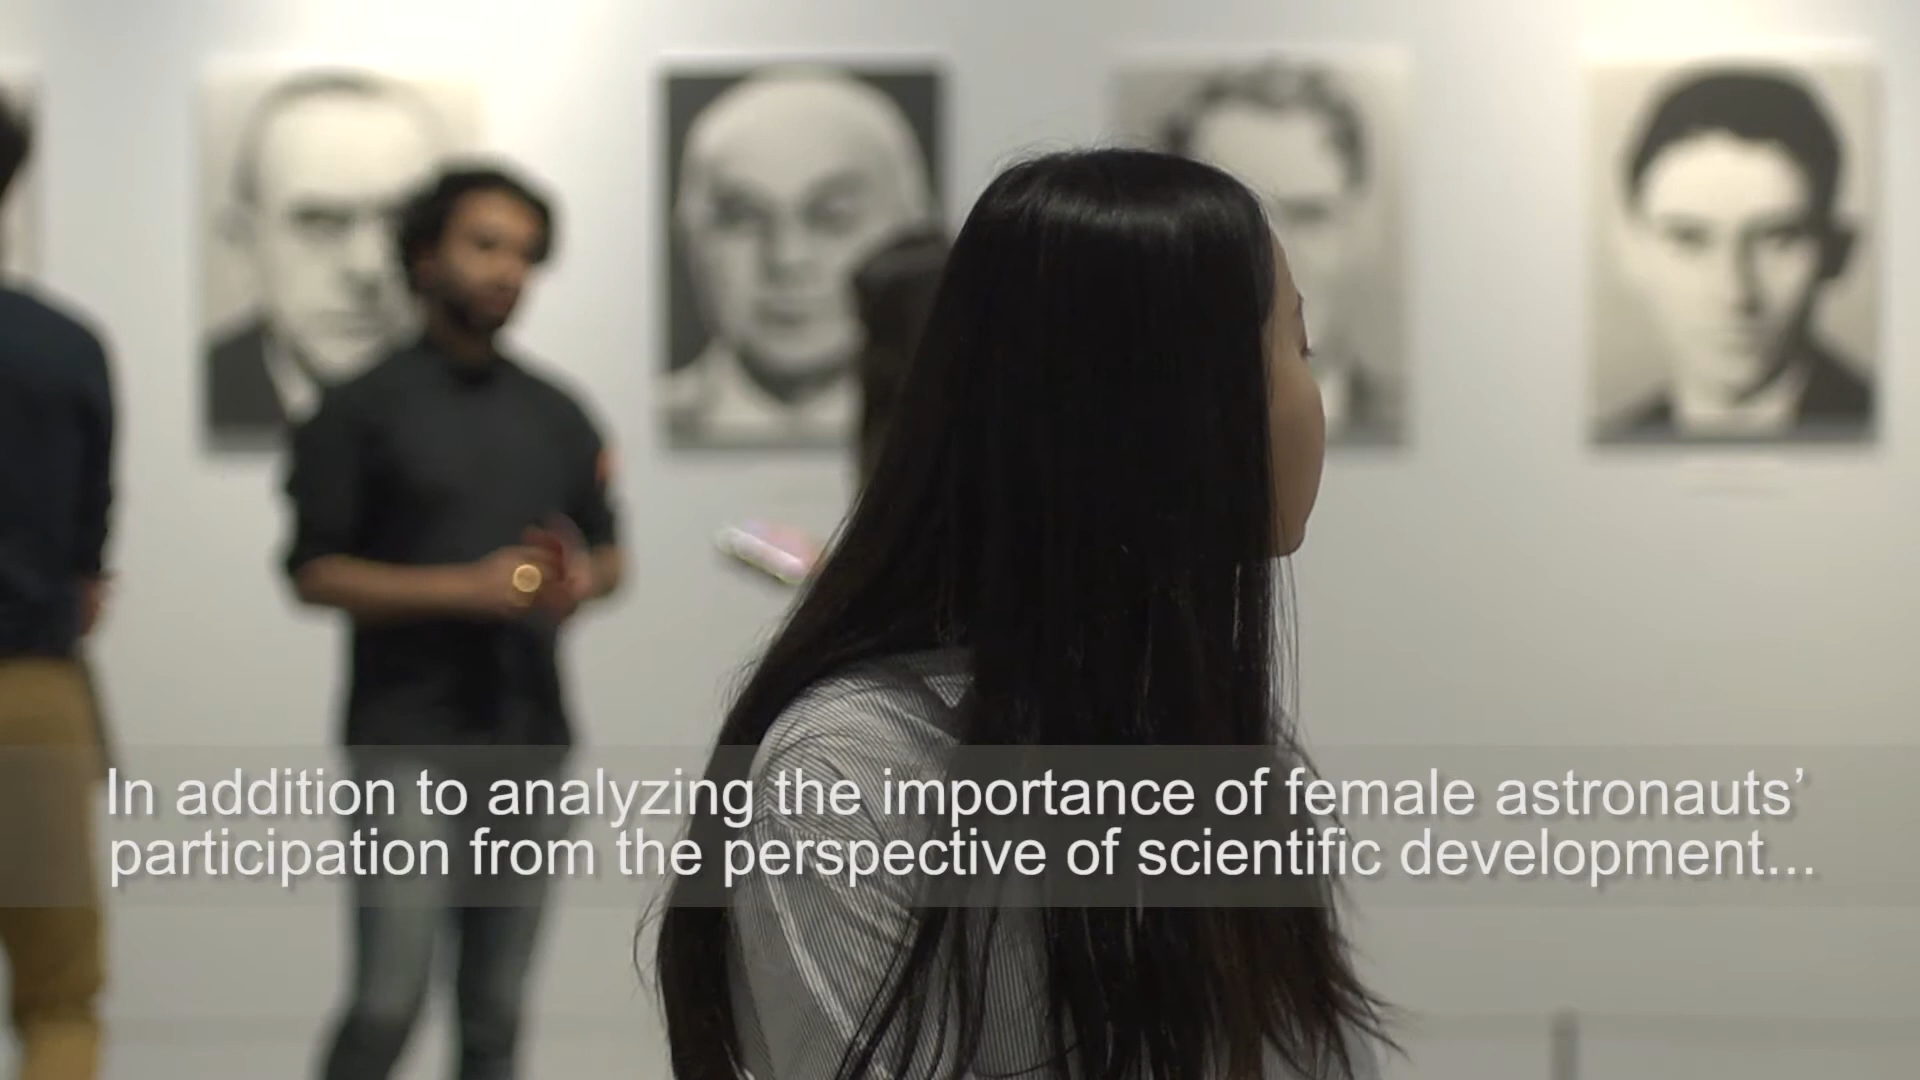 In addition to analyzing the importance of female astronauts’
participation from the perspective of scientific development...